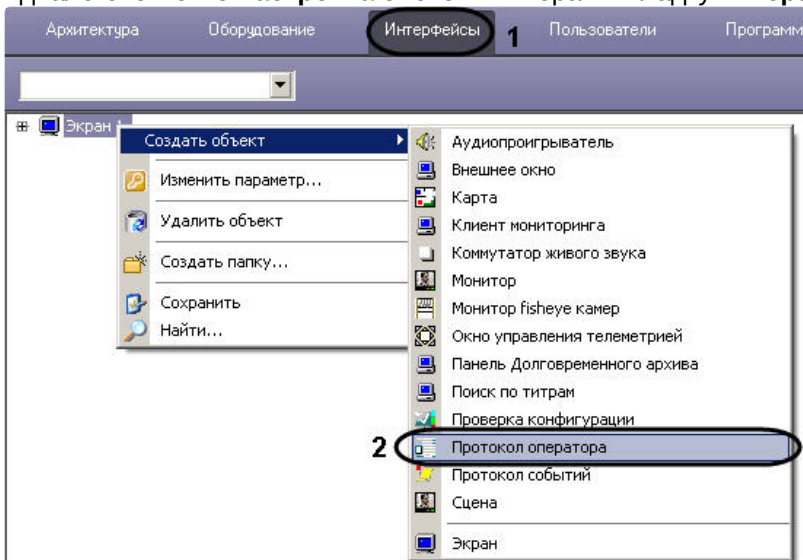 Архитектура Оборудование Интерфейсы 1 Пользователи Программ
Экран 1
Создать объект
Изменить параметр...
Удалить объект
Создать папку...
Сохранить
Найти...
Аудиопроигрыватель
Внешнее окно
Карта
Клиент мониторинга
Коммутатор живого звука
Монитор
Монитор fisheye камер
Окно управления телеметрией
Панель Долговременного архива
Поиск по титрам
Проверка конфигурации
2 Протокол оператора
Протокол событий
Сцена
Экран